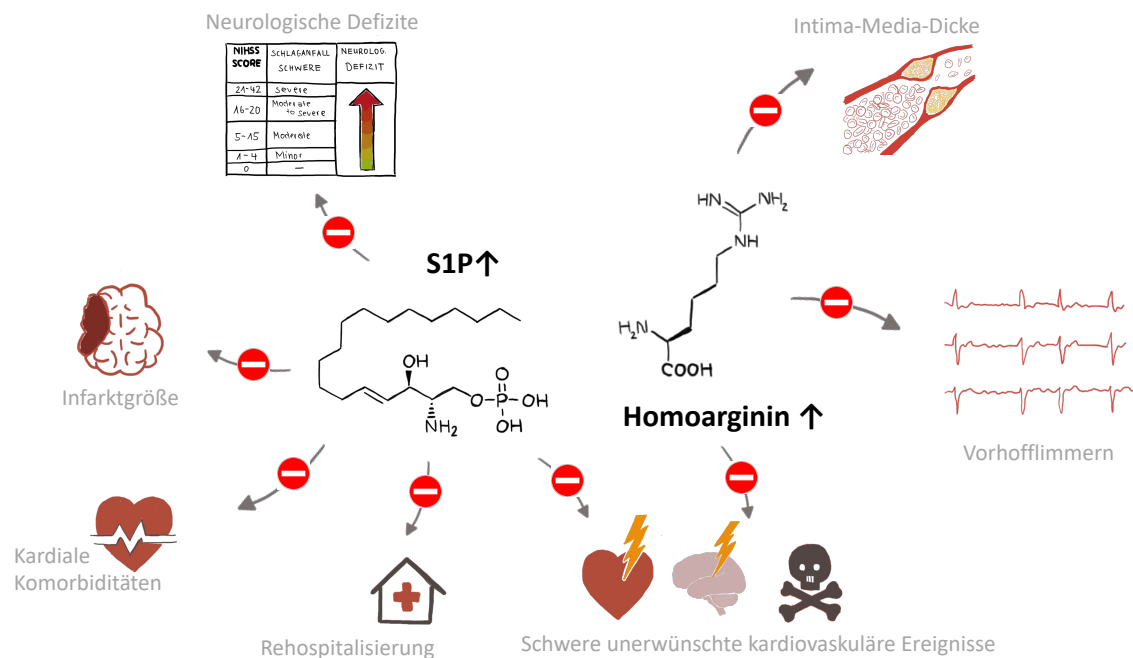 Neurologische Defizite
NIHSS SCORE | SCHLAGANFALL SCHWERE | NEUROLOG. DEFIZIT
21-42 | severe
16-20 | Moderate to severe
5-15 | Moderate
1-4 | Minor
0 | —
Intima-Media-Dicke
S1P↑
OH
O
O
P
OH
OH
NH₂
HN
NH₂
NH
H₂N
COOH
Homoarginin ↑
Infarktgröße
Vorhofflimmern
Kardiale
Komorbiditäten
Rehospitalisierung
Schwere unerwünschte kardiovaskuläre Ereignisse